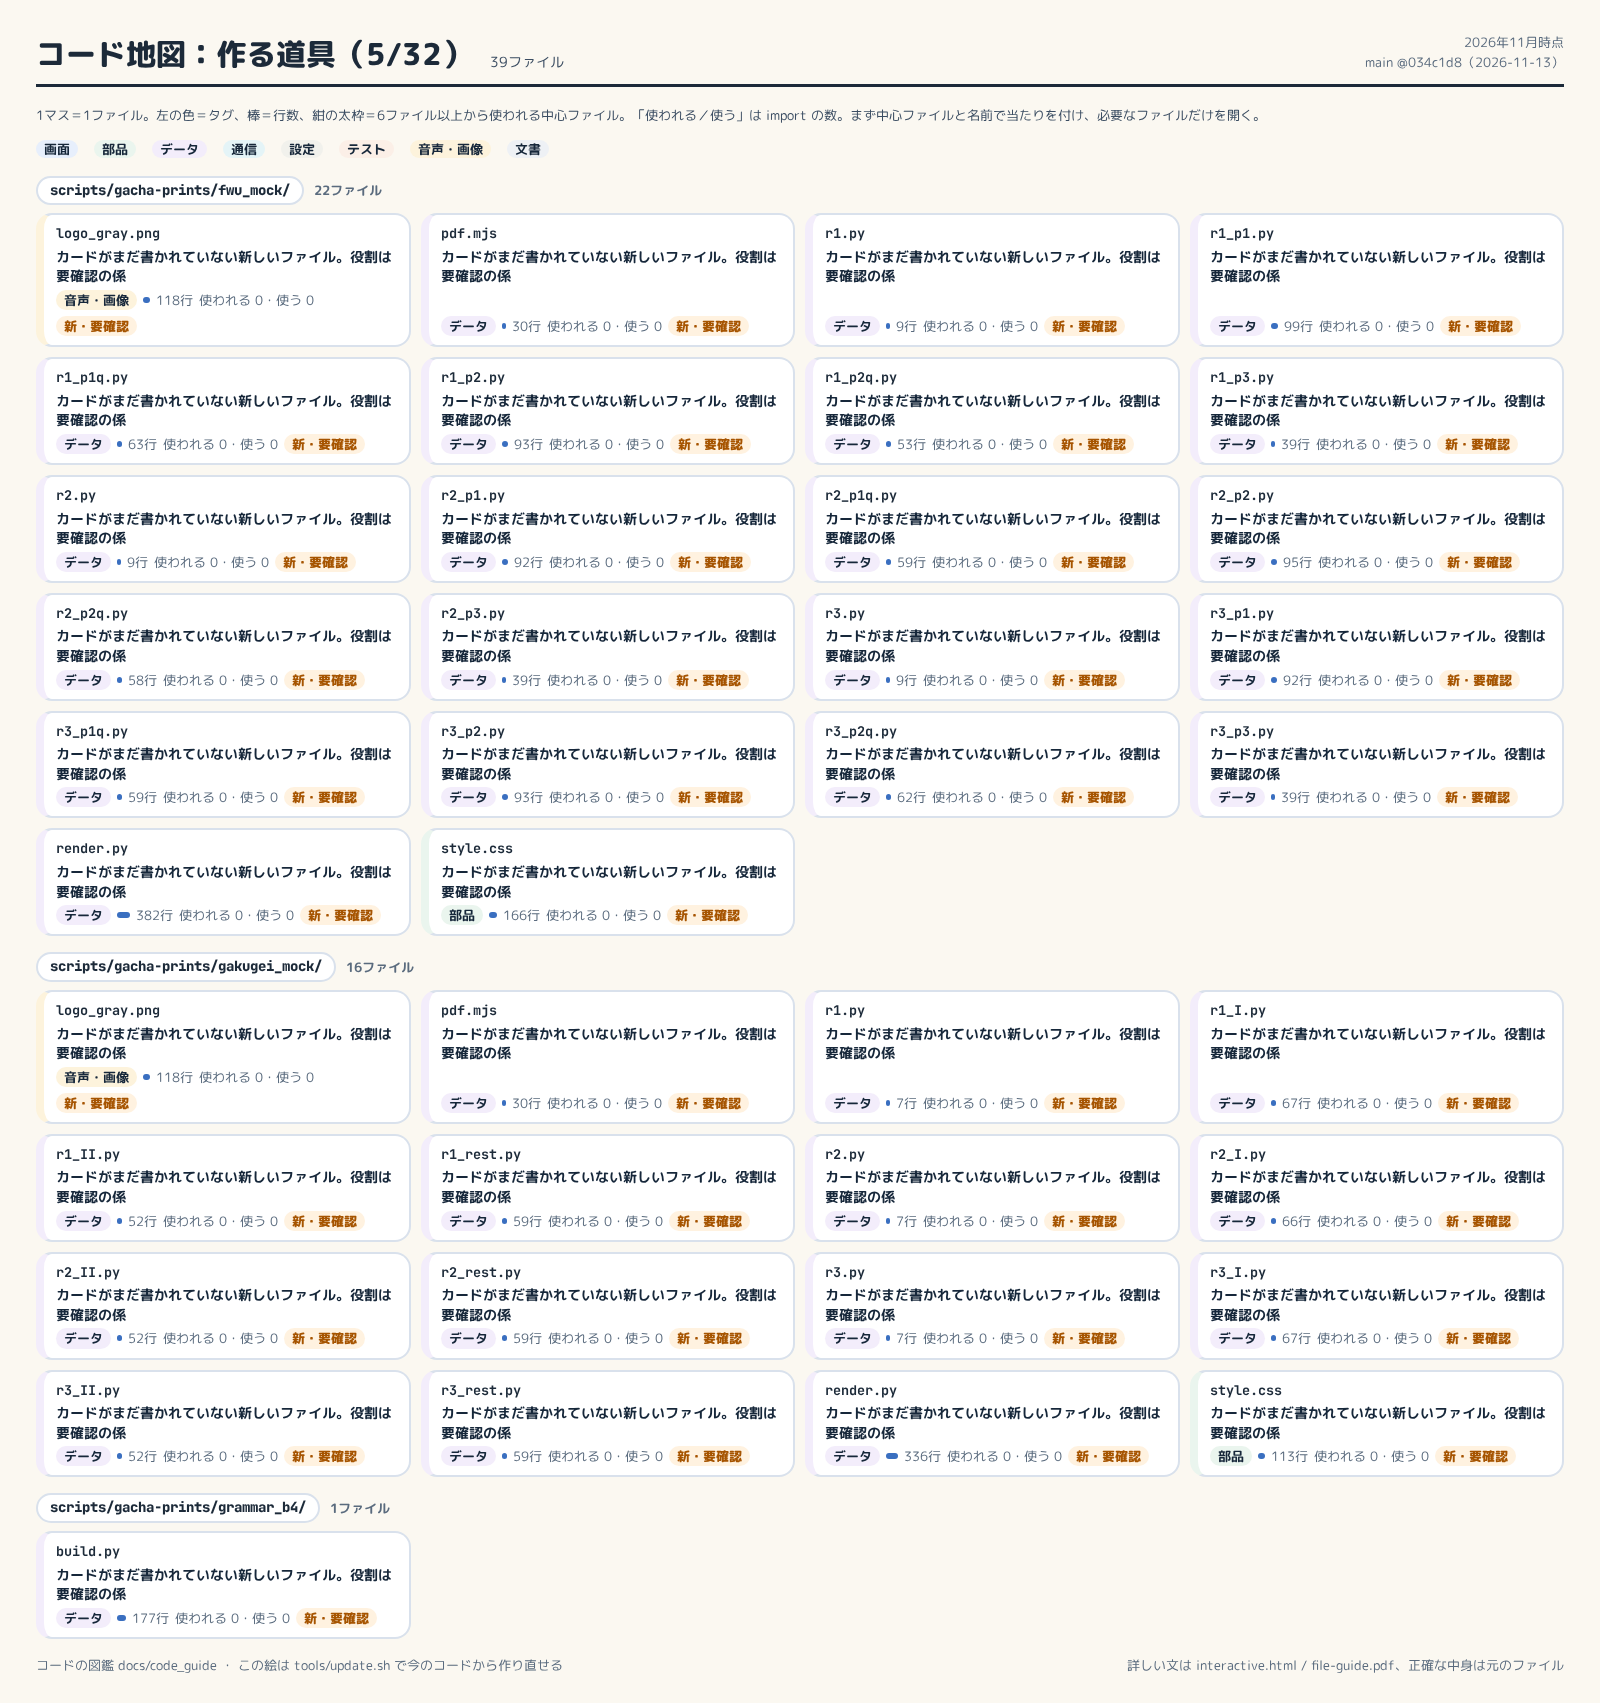 コード地図：作る道具（5/32） 39ファイル
2026年11月時点
main @034c1d8（2026-11-13）
1マス＝1ファイル。左の色＝タグ、棒＝行数、紺の太枠＝6ファイル以上から使われる中心ファイル。「使われる／使う」は import の数。まず中心ファイルと名前で当たりを付け、必要なファイルだけを開く。
画面 部品 データ 通信 設定 テスト 音声・画像 文書
scripts/gacha-prints/fwu_mock/ 22ファイル
logo_gray.png
カードがまだ書かれていない新しいファイル。役割は
要確認の係
音声・画像 118行 使われる 0 · 使う 0
新・要確認
pdf.mjs
カードがまだ書かれていない新しいファイル。役割は
要確認の係
データ 30行 使われる 0 · 使う 0 新・要確認
r1.py
カードがまだ書かれていない新しいファイル。役割は
要確認の係
データ 9行 使われる 0 · 使う 0 新・要確認
r1_p1.py
カードがまだ書かれていない新しいファイル。役割は
要確認の係
データ 99行 使われる 0 · 使う 0 新・要確認
r1_p1q.py
カードがまだ書かれていない新しいファイル。役割は
要確認の係
データ 63行 使われる 0 · 使う 0 新・要確認
r1_p2.py
カードがまだ書かれていない新しいファイル。役割は
要確認の係
データ 93行 使われる 0 · 使う 0 新・要確認
r1_p2q.py
カードがまだ書かれていない新しいファイル。役割は
要確認の係
データ 53行 使われる 0 · 使う 0 新・要確認
r1_p3.py
カードがまだ書かれていない新しいファイル。役割は
要確認の係
データ 39行 使われる 0 · 使う 0 新・要確認
r2.py
カードがまだ書かれていない新しいファイル。役割は
要確認の係
データ 9行 使われる 0 · 使う 0 新・要確認
r2_p1.py
カードがまだ書かれていない新しいファイル。役割は
要確認の係
データ 92行 使われる 0 · 使う 0 新・要確認
r2_p1q.py
カードがまだ書かれていない新しいファイル。役割は
要確認の係
データ 59行 使われる 0 · 使う 0 新・要確認
r2_p2.py
カードがまだ書かれていない新しいファイル。役割は
要確認の係
データ 95行 使われる 0 · 使う 0 新・要確認
r2_p2q.py
カードがまだ書かれていない新しいファイル。役割は
要確認の係
データ 58行 使われる 0 · 使う 0 新・要確認
r2_p3.py
カードがまだ書かれていない新しいファイル。役割は
要確認の係
データ 39行 使われる 0 · 使う 0 新・要確認
r3.py
カードがまだ書かれていない新しいファイル。役割は
要確認の係
データ 9行 使われる 0 · 使う 0 新・要確認
r3_p1.py
カードがまだ書かれていない新しいファイル。役割は
要確認の係
データ 92行 使われる 0 · 使う 0 新・要確認
r3_p1q.py
カードがまだ書かれていない新しいファイル。役割は
要確認の係
データ 59行 使われる 0 · 使う 0 新・要確認
r3_p2.py
カードがまだ書かれていない新しいファイル。役割は
要確認の係
データ 93行 使われる 0 · 使う 0 新・要確認
r3_p2q.py
カードがまだ書かれていない新しいファイル。役割は
要確認の係
データ 62行 使われる 0 · 使う 0 新・要確認
r3_p3.py
カードがまだ書かれていない新しいファイル。役割は
要確認の係
データ 39行 使われる 0 · 使う 0 新・要確認
render.py
カードがまだ書かれていない新しいファイル。役割は
要確認の係
データ 382行 使われる 0 · 使う 0 新・要確認
style.css
カードがまだ書かれていない新しいファイル。役割は
要確認の係
部品 166行 使われる 0 · 使う 0 新・要確認
scripts/gacha-prints/gakugei_mock/ 16ファイル
logo_gray.png
カードがまだ書かれていない新しいファイル。役割は
要確認の係
音声・画像 118行 使われる 0 · 使う 0
新・要確認
pdf.mjs
カードがまだ書かれていない新しいファイル。役割は
要確認の係
データ 30行 使われる 0 · 使う 0 新・要確認
r1.py
カードがまだ書かれていない新しいファイル。役割は
要確認の係
データ 7行 使われる 0 · 使う 0 新・要確認
r1_I.py
カードがまだ書かれていない新しいファイル。役割は
要確認の係
データ 67行 使われる 0 · 使う 0 新・要確認
r1_II.py
カードがまだ書かれていない新しいファイル。役割は
要確認の係
データ 52行 使われる 0 · 使う 0 新・要確認
r1_rest.py
カードがまだ書かれていない新しいファイル。役割は
要確認の係
データ 59行 使われる 0 · 使う 0 新・要確認
r2.py
カードがまだ書かれていない新しいファイル。役割は
要確認の係
データ 7行 使われる 0 · 使う 0 新・要確認
r2_I.py
カードがまだ書かれていない新しいファイル。役割は
要確認の係
データ 66行 使われる 0 · 使う 0 新・要確認
r2_II.py
カードがまだ書かれていない新しいファイル。役割は
要確認の係
データ 52行 使われる 0 · 使う 0 新・要確認
r2_rest.py
カードがまだ書かれていない新しいファイル。役割は
要確認の係
データ 59行 使われる 0 · 使う 0 新・要確認
r3.py
カードがまだ書かれていない新しいファイル。役割は
要確認の係
データ 7行 使われる 0 · 使う 0 新・要確認
r3_I.py
カードがまだ書かれていない新しいファイル。役割は
要確認の係
データ 67行 使われる 0 · 使う 0 新・要確認
r3_II.py
カードがまだ書かれていない新しいファイル。役割は
要確認の係
データ 52行 使われる 0 · 使う 0 新・要確認
r3_rest.py
カードがまだ書かれていない新しいファイル。役割は
要確認の係
データ 59行 使われる 0 · 使う 0 新・要確認
render.py
カードがまだ書かれていない新しいファイル。役割は
要確認の係
データ 336行 使われる 0 · 使う 0 新・要確認
style.css
カードがまだ書かれていない新しいファイル。役割は
要確認の係
部品 113行 使われる 0 · 使う 0 新・要確認
scripts/gacha-prints/grammar_b4/ 1ファイル
build.py
カードがまだ書かれていない新しいファイル。役割は
要確認の係
データ 177行 使われる 0 · 使う 0 新・要確認
コードの図鑑 docs/code_guide · この絵は tools/update.sh で今のコードから作り直せる
詳しい文は interactive.html / file-guide.pdf、正確な中身は元のファイル